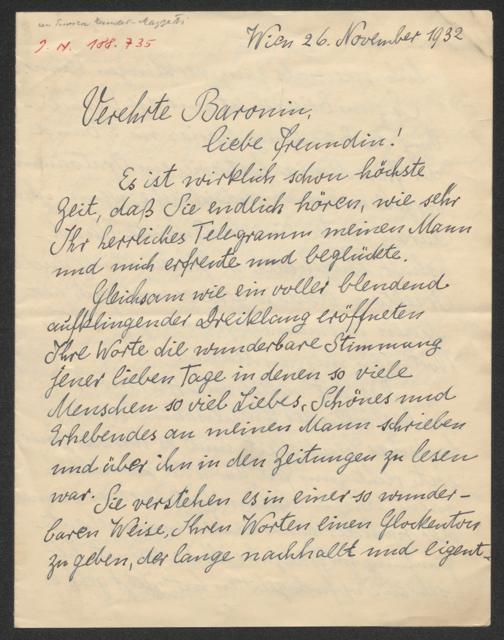 an Enrica Handel-Mazzetti
J. N. 188.735
Wien 26. November 1932
Verehrte Baronin,
liebe Freundin!
Es ist wirklich schon höchste
Zeit, daß Sie endlich hören, wie sehr
Ihr herrliches Telegramm meinen Mann
und mich erfreute und beglückte.
Gleichsam wie ein voller blendend
aufklingender Dreiklang eröffneten
Ihre Worte die wunderbare Stimmung
jener lieben Tage in denen so viele
Menschen so viel Liebes, Schönes und
Erhebendes an meinen Mann schrieben
und über ihn in den Zeitungen zu lesen
war. Sie verstehen es in einer so wunder-
baren Weise, Ihren Worten einen Glockenton
zu geben, der lange nachhallt und eigent-